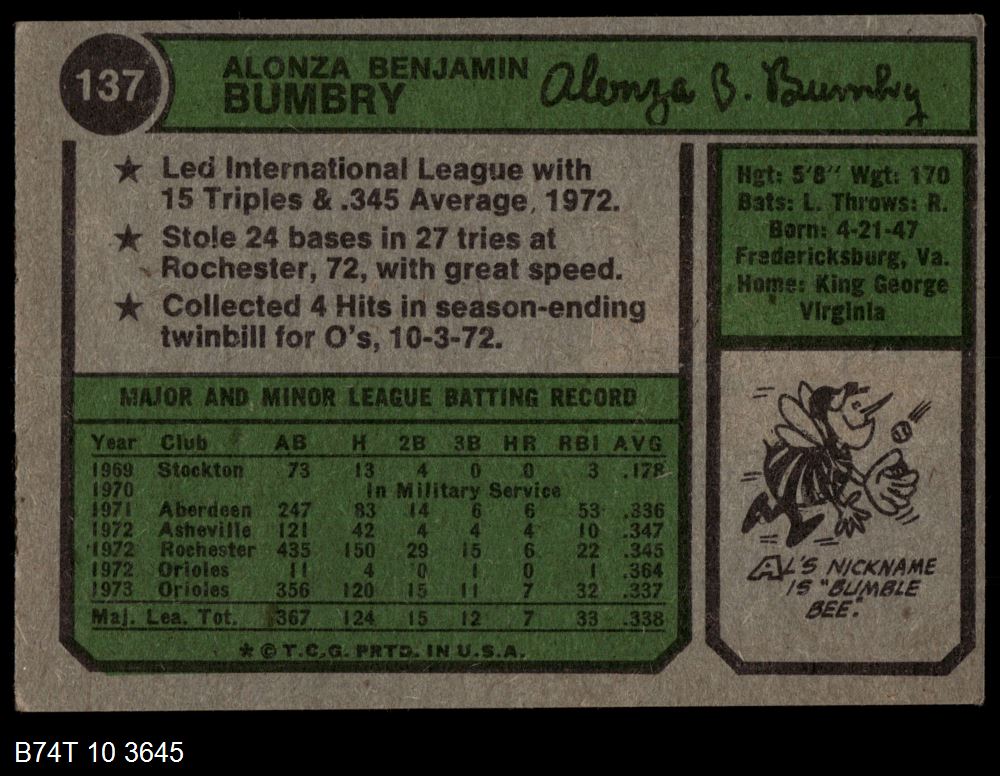 137
ALONZA BENJAMIN
BUMBRY
Alonza B. Bumbry
★ Led International League with
15 Triples & .345 Average, 1972.
★ Stole 24 bases in 27 tries at
Rochester, 72, with great speed.
★ Collected 4 Hits in season-ending
twinbill for O's, 10-3-72.
Hgt: 5'8'' Wgt: 170
Bats: L. Throws: R.
Born: 4-21-47
Fredericksburg, Va.
Home: King George
Virginia
MAJOR AND MINOR LEAGUE BATTING RECORD
Year Club AB H 2B 3B HR RBI AVG
1969 Stockton 73 13 4 0 0 3 .178
1970 In Military Service
1971 Aberdeen 247 83 14 6 6 53 .336
1972 Asheville 121 42 4 4 4 10 .347
1972 Rochester 435 150 29 15 6 22 .345
1972 Orioles 11 4 0 1 0 1 .364
1973 Orioles 356 120 15 11 7 32 .337
Maj. Lea. Tot. 367 124 15 12 7 33 .338
* © T.C.G. PRTD. IN U.S.A.
AL'S NICKNAME
IS "BUMBLE
BEE."
B74T 10 3645